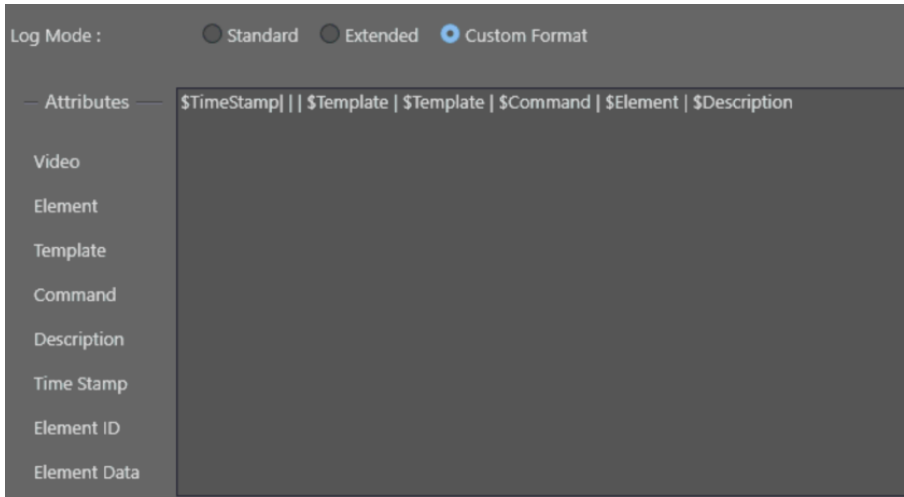 Log Mode : Standard Extended Custom Format
Attributes
$TimeStamp| | | $Template | $Template | $Command | $Element | $Description
Video
Element
Template
Command
Description
Time Stamp
Element ID
Element Data